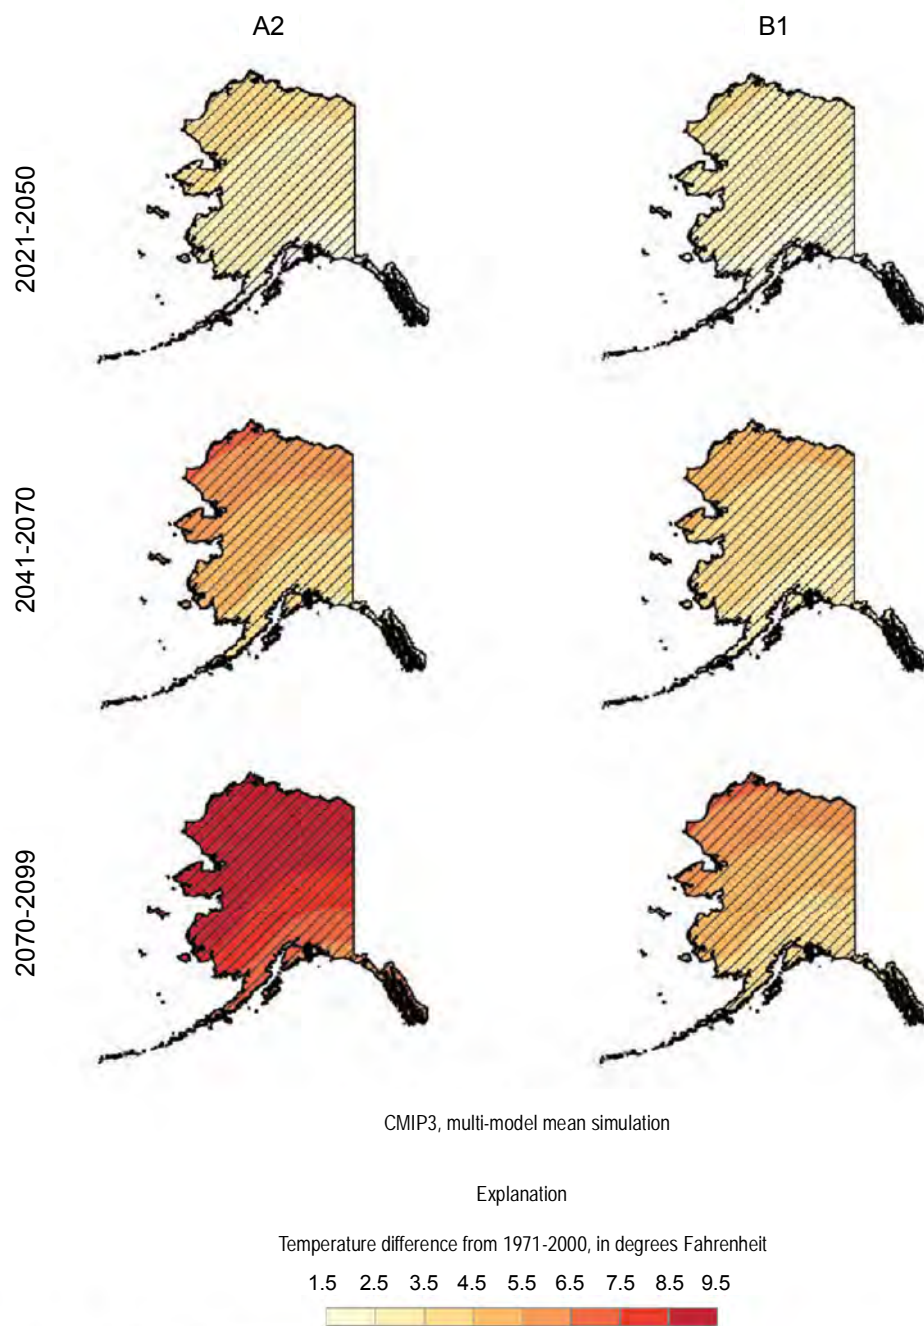 A2 B1
2021-2050
2041-2070
2070-2099
CMIP3, multi-model mean simulation
Explanation
Temperature difference from 1971-2000, in degrees Fahrenheit
1.5 2.5 3.5 4.5 5.5 6.5 7.5 8.5 9.5